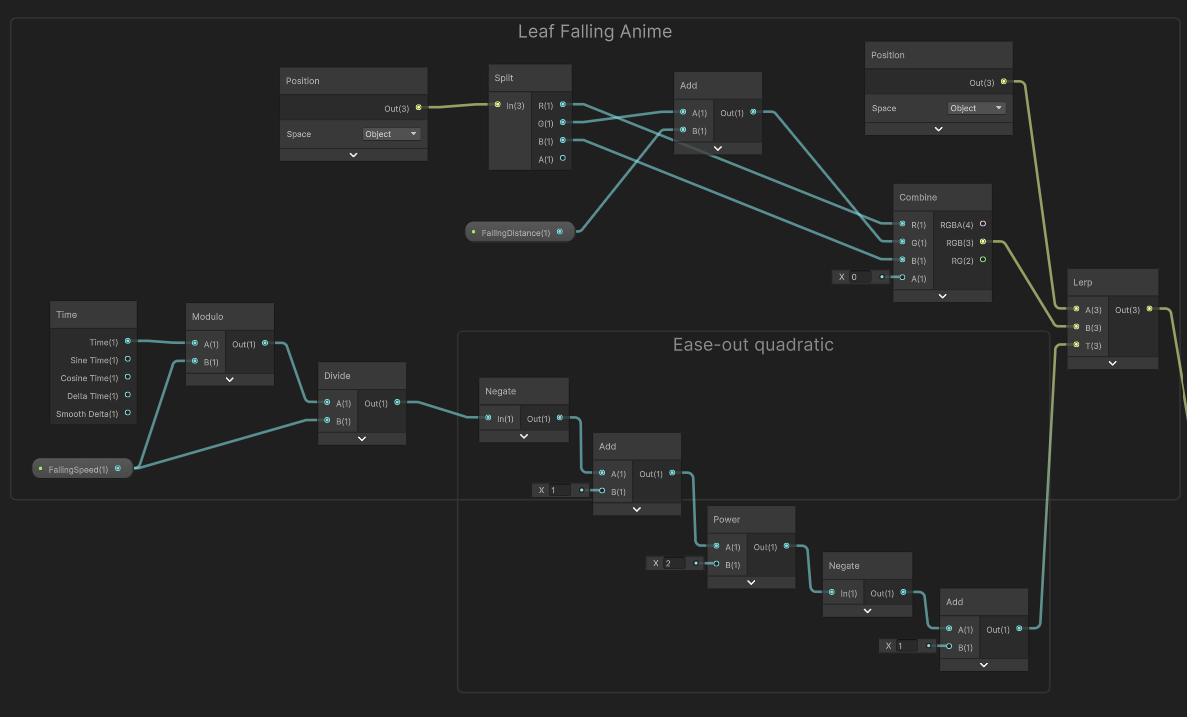 Leaf Falling Anime
Position
Out(3)
Space
Object
Split
In(3)
R(1)
G(1)
B(1)
A(1)
Add
A(1)
Out(1)
B(1)
Position
Out(3)
Space
Object
FallingDistance(1)
Combine
R(1)
RGBA(4)
G(1)
RGB(3)
B(1)
RG(2)
X 0
A(1)
Lerp
A(3)
Out(3)
B(3)
T(3)
Time
Time(1)
Sine Time(1)
Cosine Time(1)
Delta Time(1)
Smooth Delta(1)
Modulo
A(1)
Out(1)
B(1)
Divide
A(1)
Out(1)
B(1)
FallingSpeed(1)
Ease-out quadratic
Negate
In(1)
Out(1)
Add
A(1)
Out(1)
X 1
B(1)
Power
A(1)
Out(1)
X 2
B(1)
Negate
In(1)
Out(1)
Add
A(1)
Out(1)
X 1
B(1)